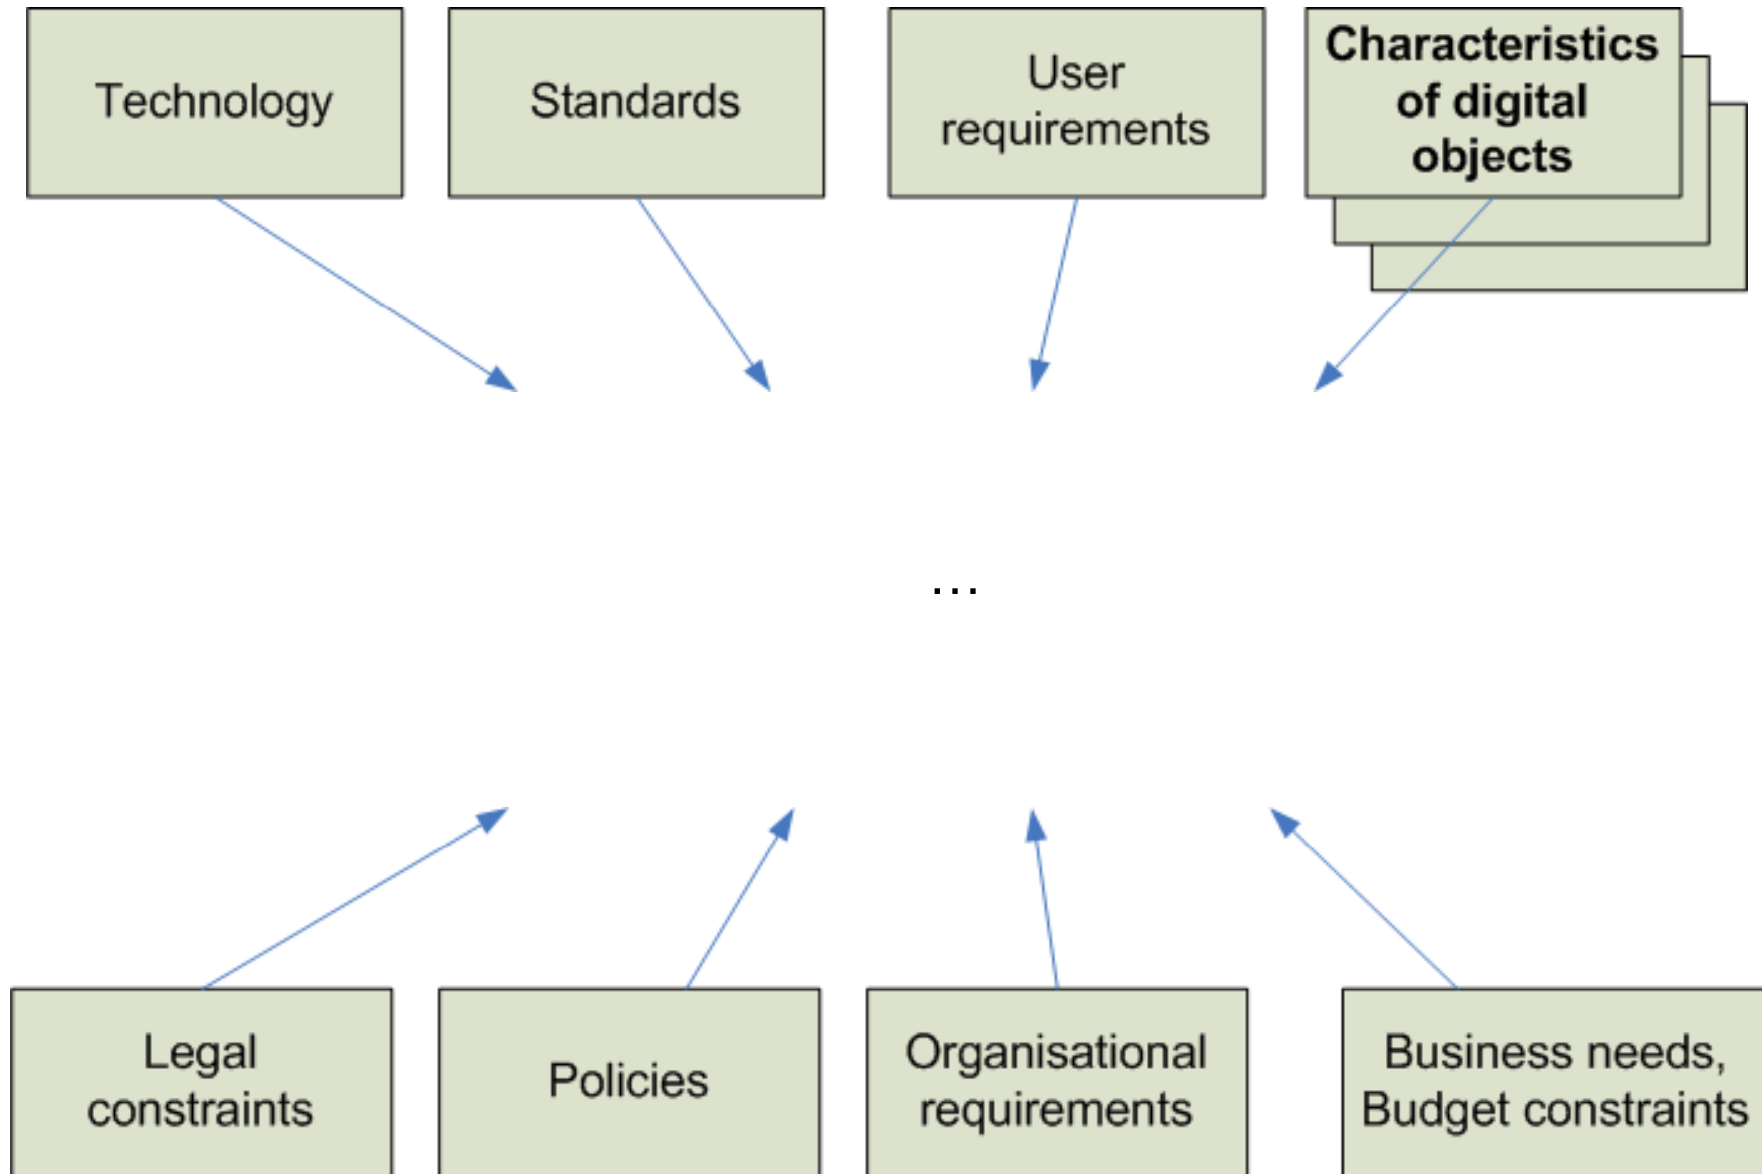 Technology
Standards
User
requirements
Characteristics
of digital
objects
...
Legal
constraints
Policies
Organisational
requirements
Business needs,
Budget constraints